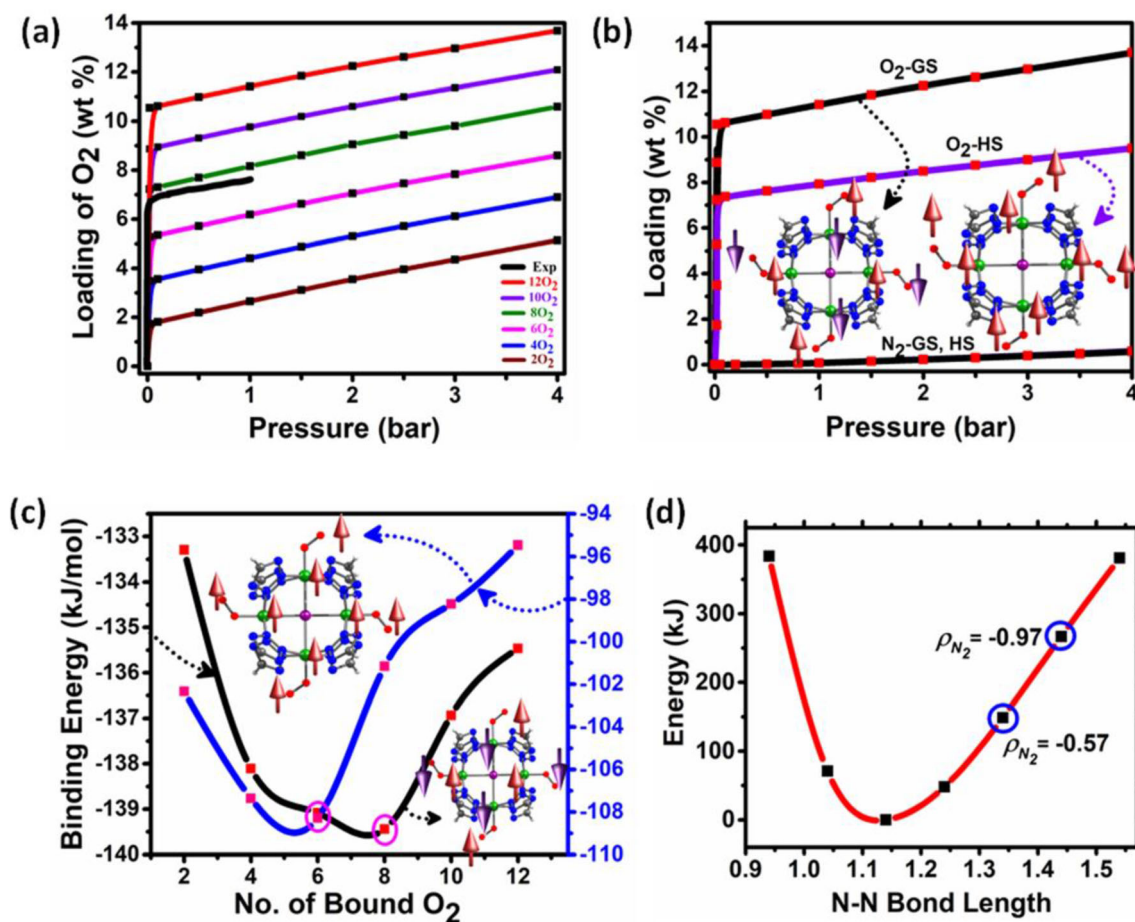 (a)
Loading of O2 (wt %)
14
12
10
8
6
4
2
0
Exp
12O2
10O2
8O2
6O2
4O2
2O2
0 1 2 3 4
Pressure (bar)
(b)
Loading (wt %)
14
12
10
8
6
4
2
0
O2-GS
O2-HS
N2-GS, HS
0 1 2 3 4
Pressure (bar)
(c)
Binding Energy (kJ/mol)
-133
-134
-135
-136
-137
-138
-139
-140
-94
-96
-98
-100
-102
-104
-106
-108
-110
2 4 6 8 10 12
No. of Bound O2
(d)
Energy (kJ)
400
300
200
100
0
ρN2 = -0.97
ρN2 = -0.57
0.9 1.0 1.1 1.2 1.3 1.4 1.5
N-N Bond Length